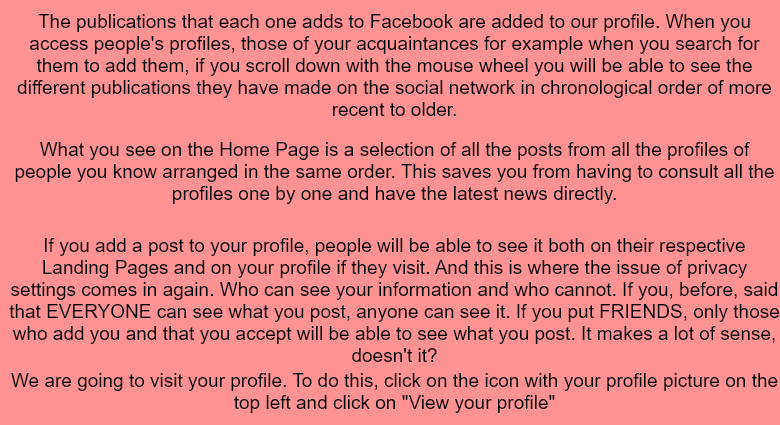 The publications that each one adds to Facebook are added to our profile. When you
access people's profiles, those of your acquaintances for example when you search for
them to add them, if you scroll down with the mouse wheel you will be able to see the
different publications they have made on the social network in chronological order of more
recent to older.
What you see on the Home Page is a selection of all the posts from all the profiles of
people you know arranged in the same order. This saves you from having to consult all the
profiles one by one and have the latest news directly.
If you add a post to your profile, people will be able to see it both on their respective
Landing Pages and on your profile if they visit. And this is where the issue of privacy
settings comes in again. Who can see your information and who cannot. If you, before, said
that EVERYONE can see what you post, anyone can see it. If you put FRIENDS, only those
who add you and that you accept will be able to see what you post. It makes a lot of sense,
doesn't it?
We are going to visit your profile. To do this, click on the icon with your profile picture on the
top left and click on "View your profile"